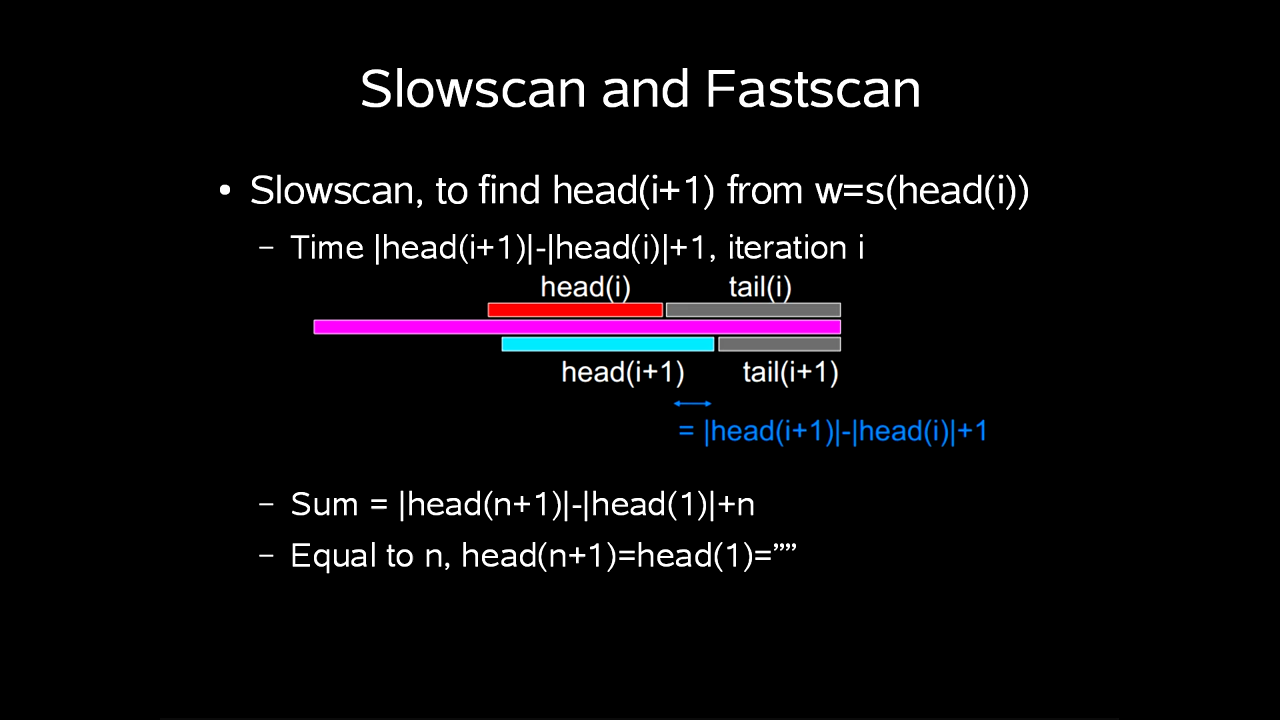 Slowscan and Fastscan
• Slowscan, to find head(i+1) from w=s(head(i))
– Time |head(i+1)|-|head(i)|+1, iteration i
head(i) tail(i)
head(i+1) tail(i+1)
= |head(i+1)|-|head(i)|+1
– Sum = |head(n+1)|-|head(1)|+n
– Equal to n, head(n+1)=head(1)=””